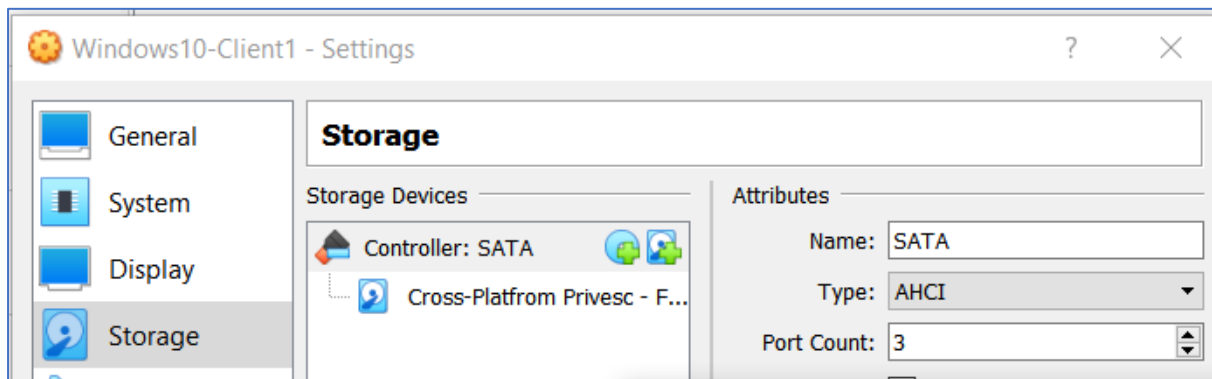 Windows10-Client1 - Settings
?
General
System
Display
Storage
Storage
Storage Devices
Controller: SATA
Cross-Platfrom Privesc - F...
Attributes
Name: SATA
Type: AHCI
Port Count: 3